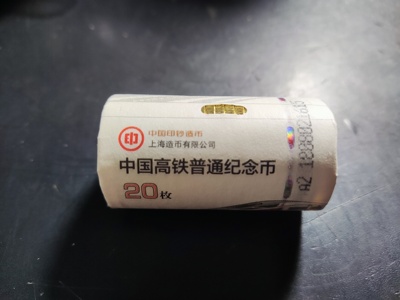 中国印钞造币
上海造币有限公司
中国高铁普通纪念币
20枚